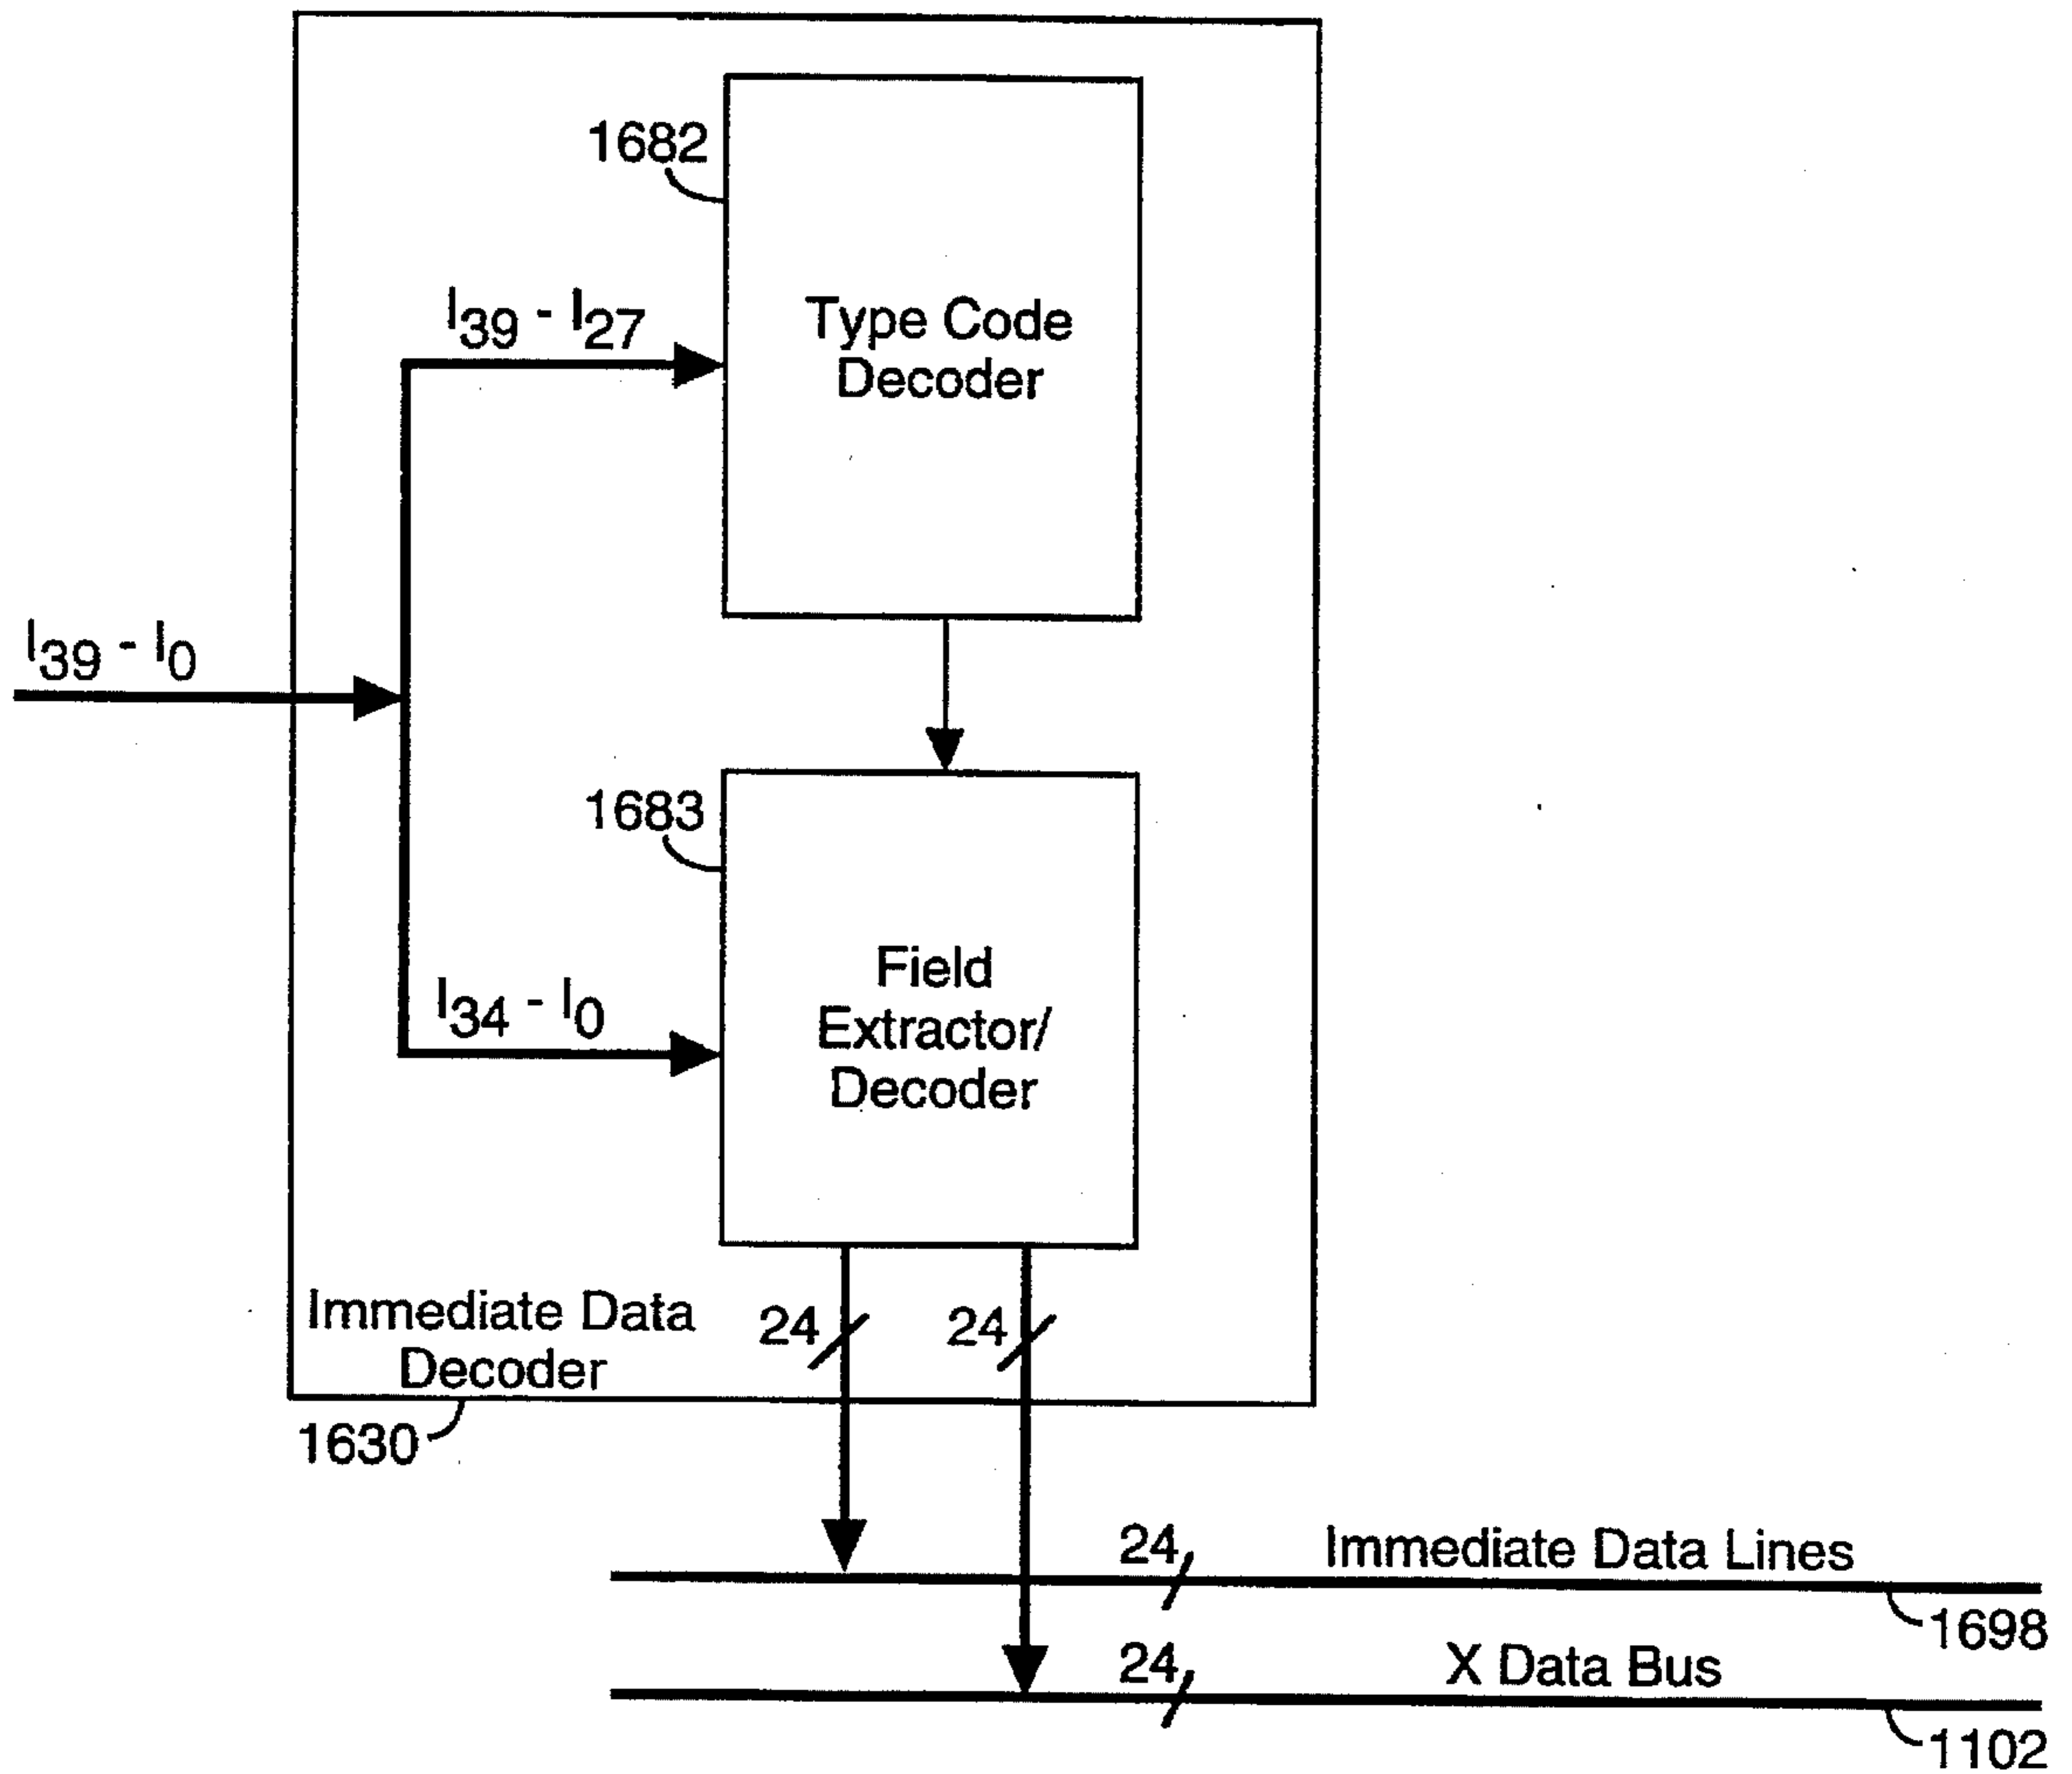 1682
I39 - I27
Type Code
Decoder
I39 - I0
1683
I34 - I0
Field
Extractor/
Decoder
24
24
Immediate Data
Decoder
1630
24
Immediate Data Lines
1698
24
X Data Bus
1102